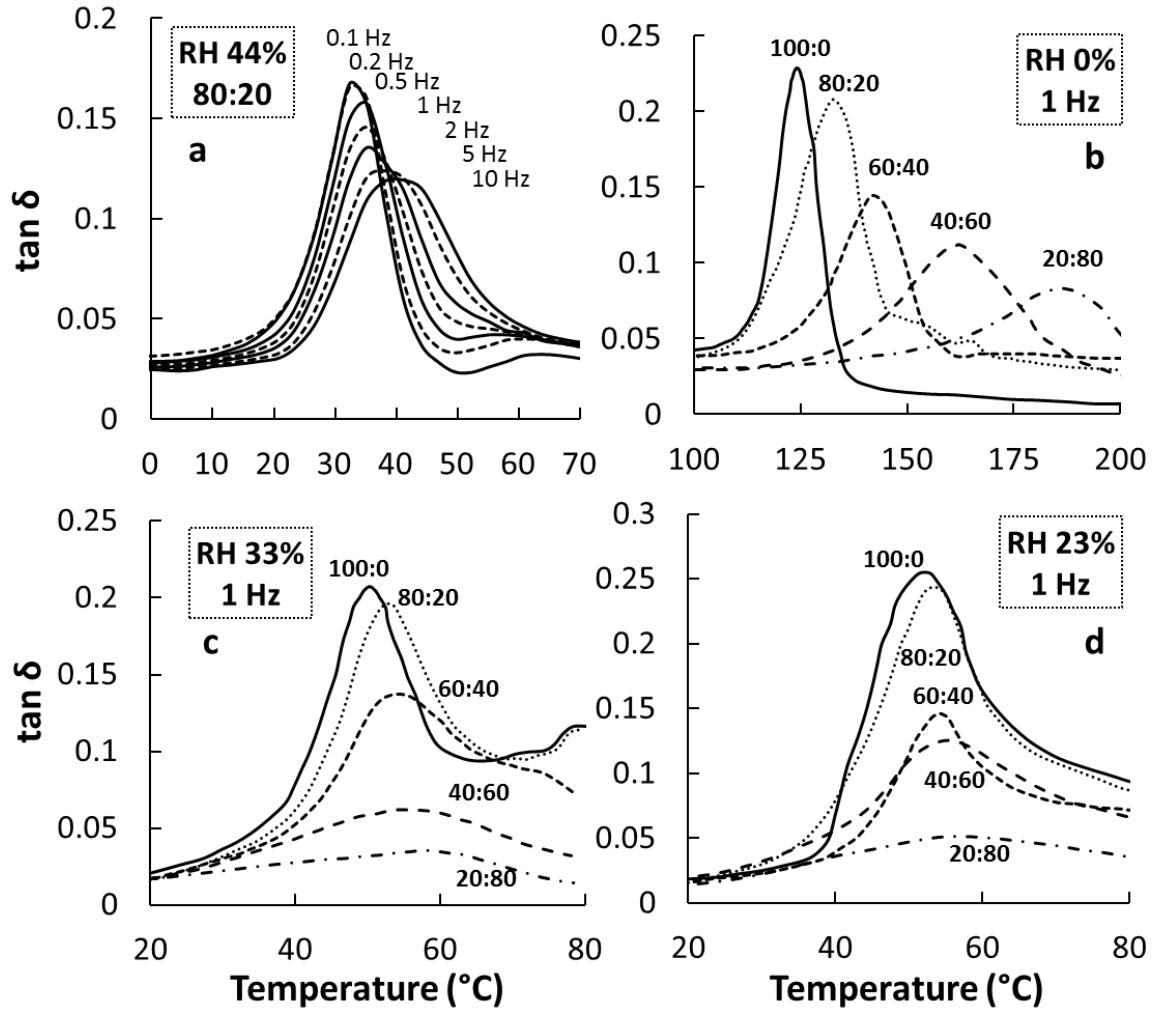 0.2
0.15
0.1
0.05
0
tan δ
RH 44%
80:20
a
0.1 Hz
0.2 Hz
0.5 Hz
1 Hz
2 Hz
5 Hz
10 Hz
0 10 20 30 40 50 60 70
0.25
0.2
0.15
0.1
0.05
0
100:0
80:20
60:40
40:60
20:80
RH 0%
1 Hz
b
100 125 150 175 200
0.25
0.2
0.15
0.1
0.05
0
tan δ
RH 33%
1 Hz
c
100:0
80:20
60:40
40:60
20:80
20 40 60 80
Temperature (°C)
0.3
0.25
0.2
0.15
0.1
0.05
0
100:0
80:20
60:40
40:60
20:80
RH 23%
1 Hz
d
20 40 60 80
Temperature (°C)